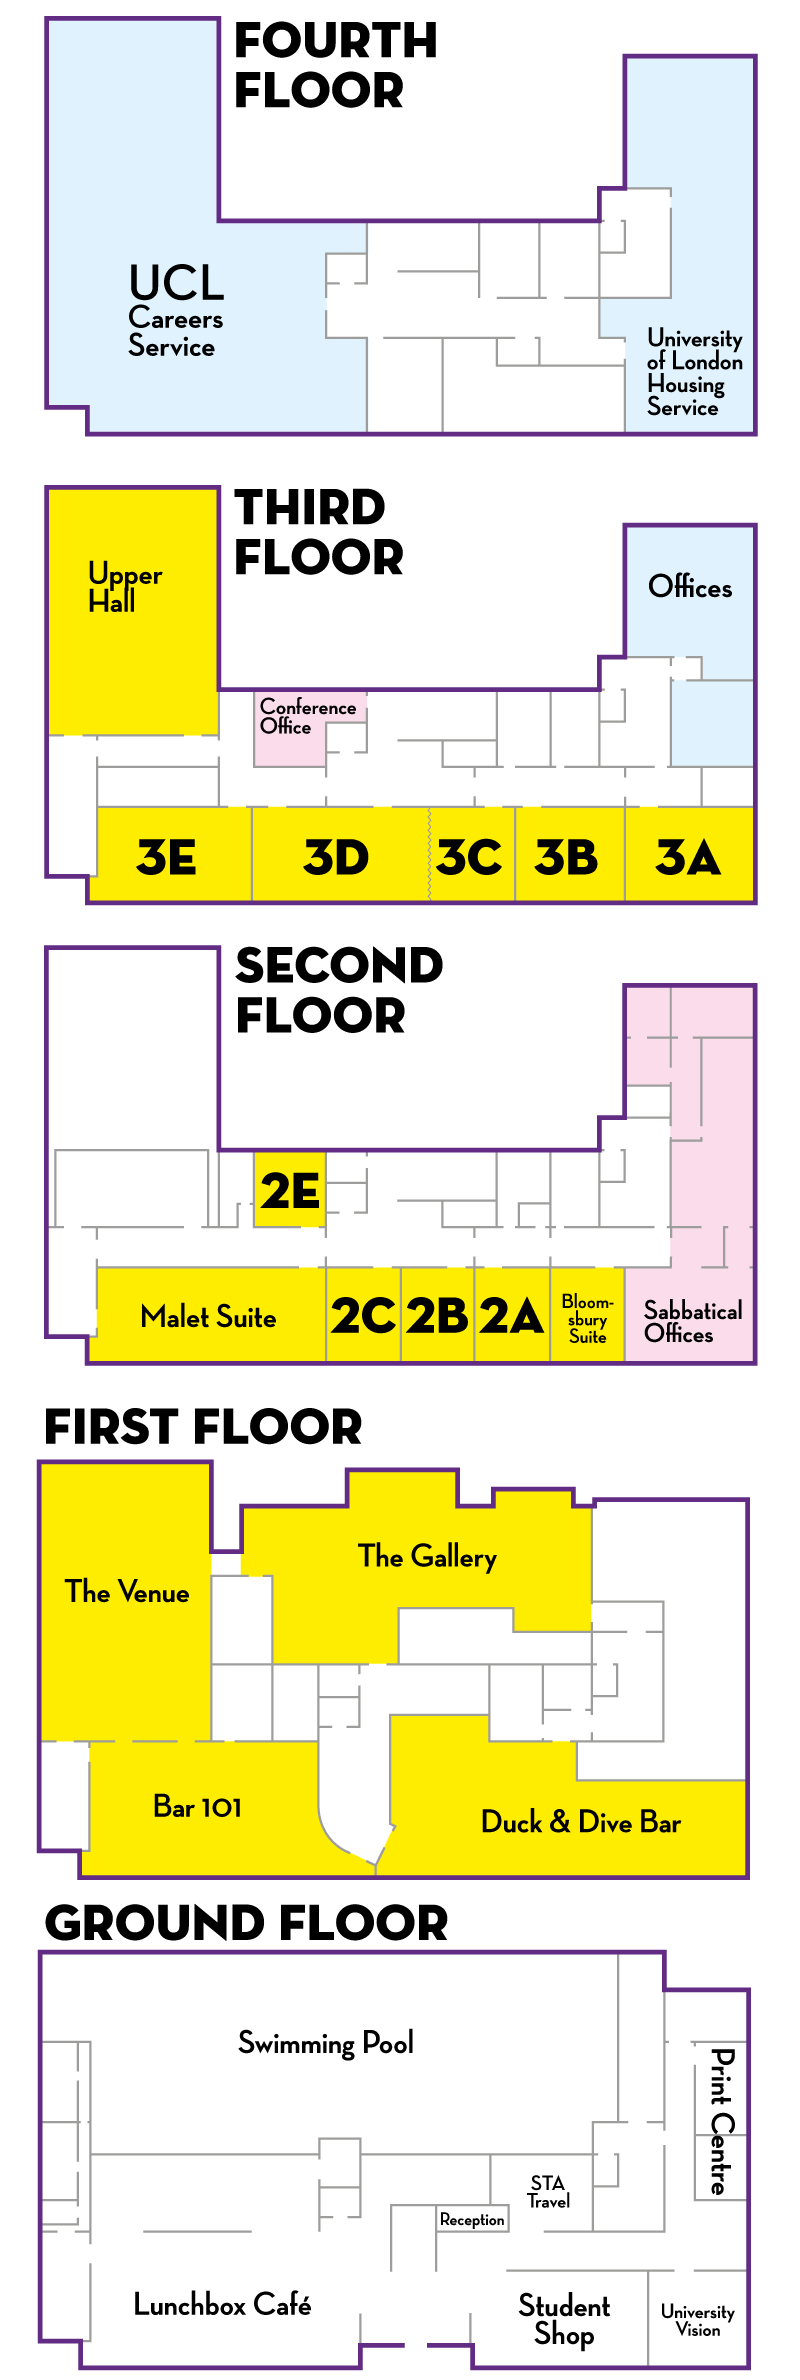 FOURTH
FLOOR
UCL
Careers
Service
University
of London
Housing
Service
THIRD
FLOOR
Upper
Hall
Offices
Conference
Office
3E
3D
3C
3B
3A
SECOND
FLOOR
2E
Malet Suite
2C
2B
2A
Bloom-
sbury
Suite
Sabbatical
Offices
FIRST FLOOR
The Venue
The Gallery
Bar 101
Duck & Dive Bar
GROUND FLOOR
Swimming Pool
Print Centre
STA
Travel
Reception
Lunchbox Café
Student
Shop
University
Vision